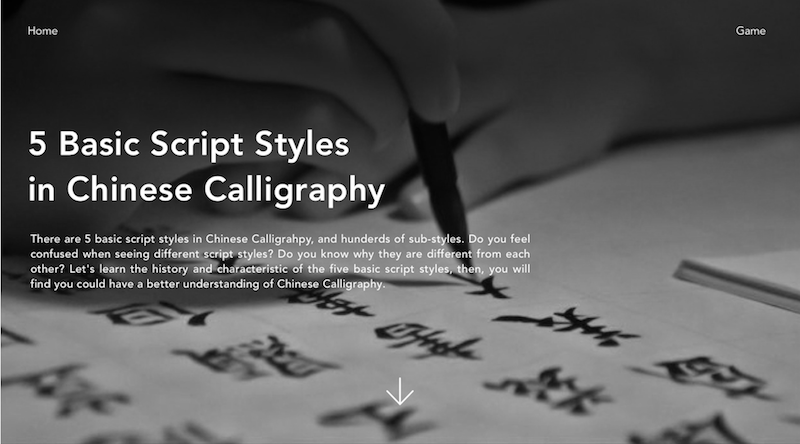 Home
Game
5 Basic Script Styles
in Chinese Calligraphy
There are 5 basic script styles in Chinese Calligrahpy, and hunderds of sub-styles. Do you feel
confused when seeing different script styles? Do you know why they are different from each
other? Let's learn the history and characteristic of the five basic script styles, then, you will
find you could have a better understanding of Chinese Calligraphy.